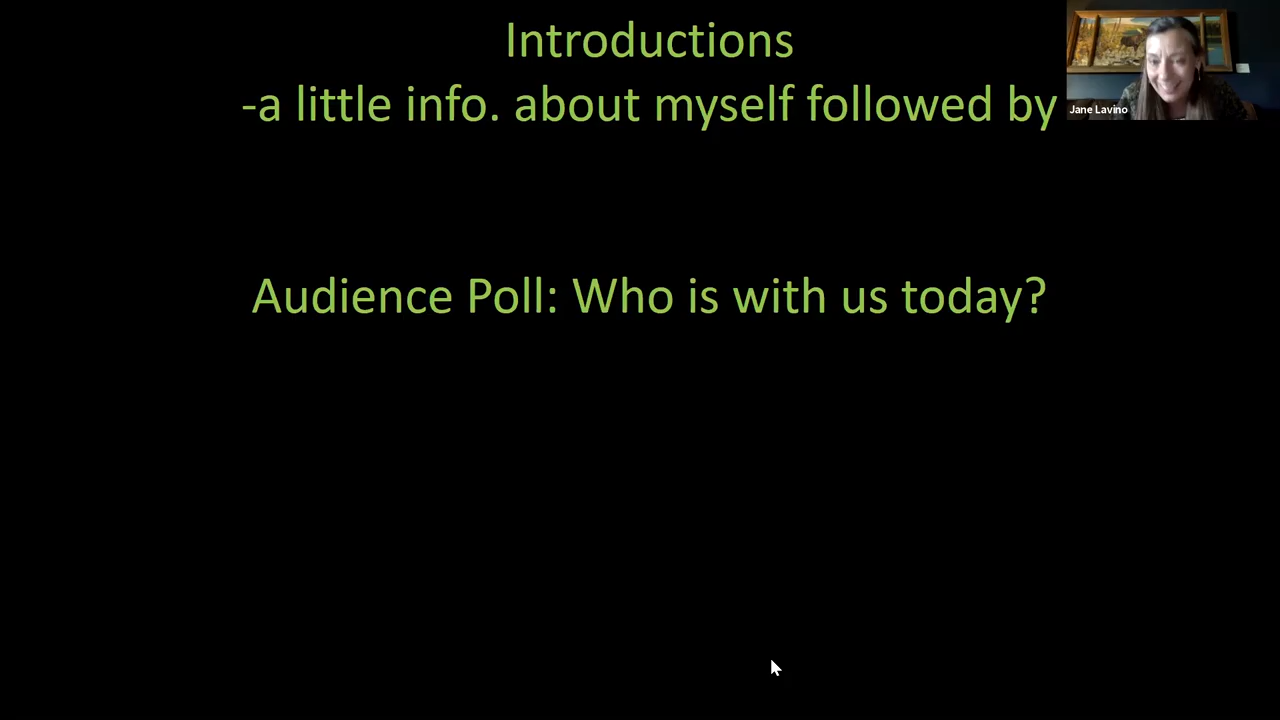 Introductions
-a little info. about myself followed by
Jane Lavino
Audience Poll: Who is with us today?